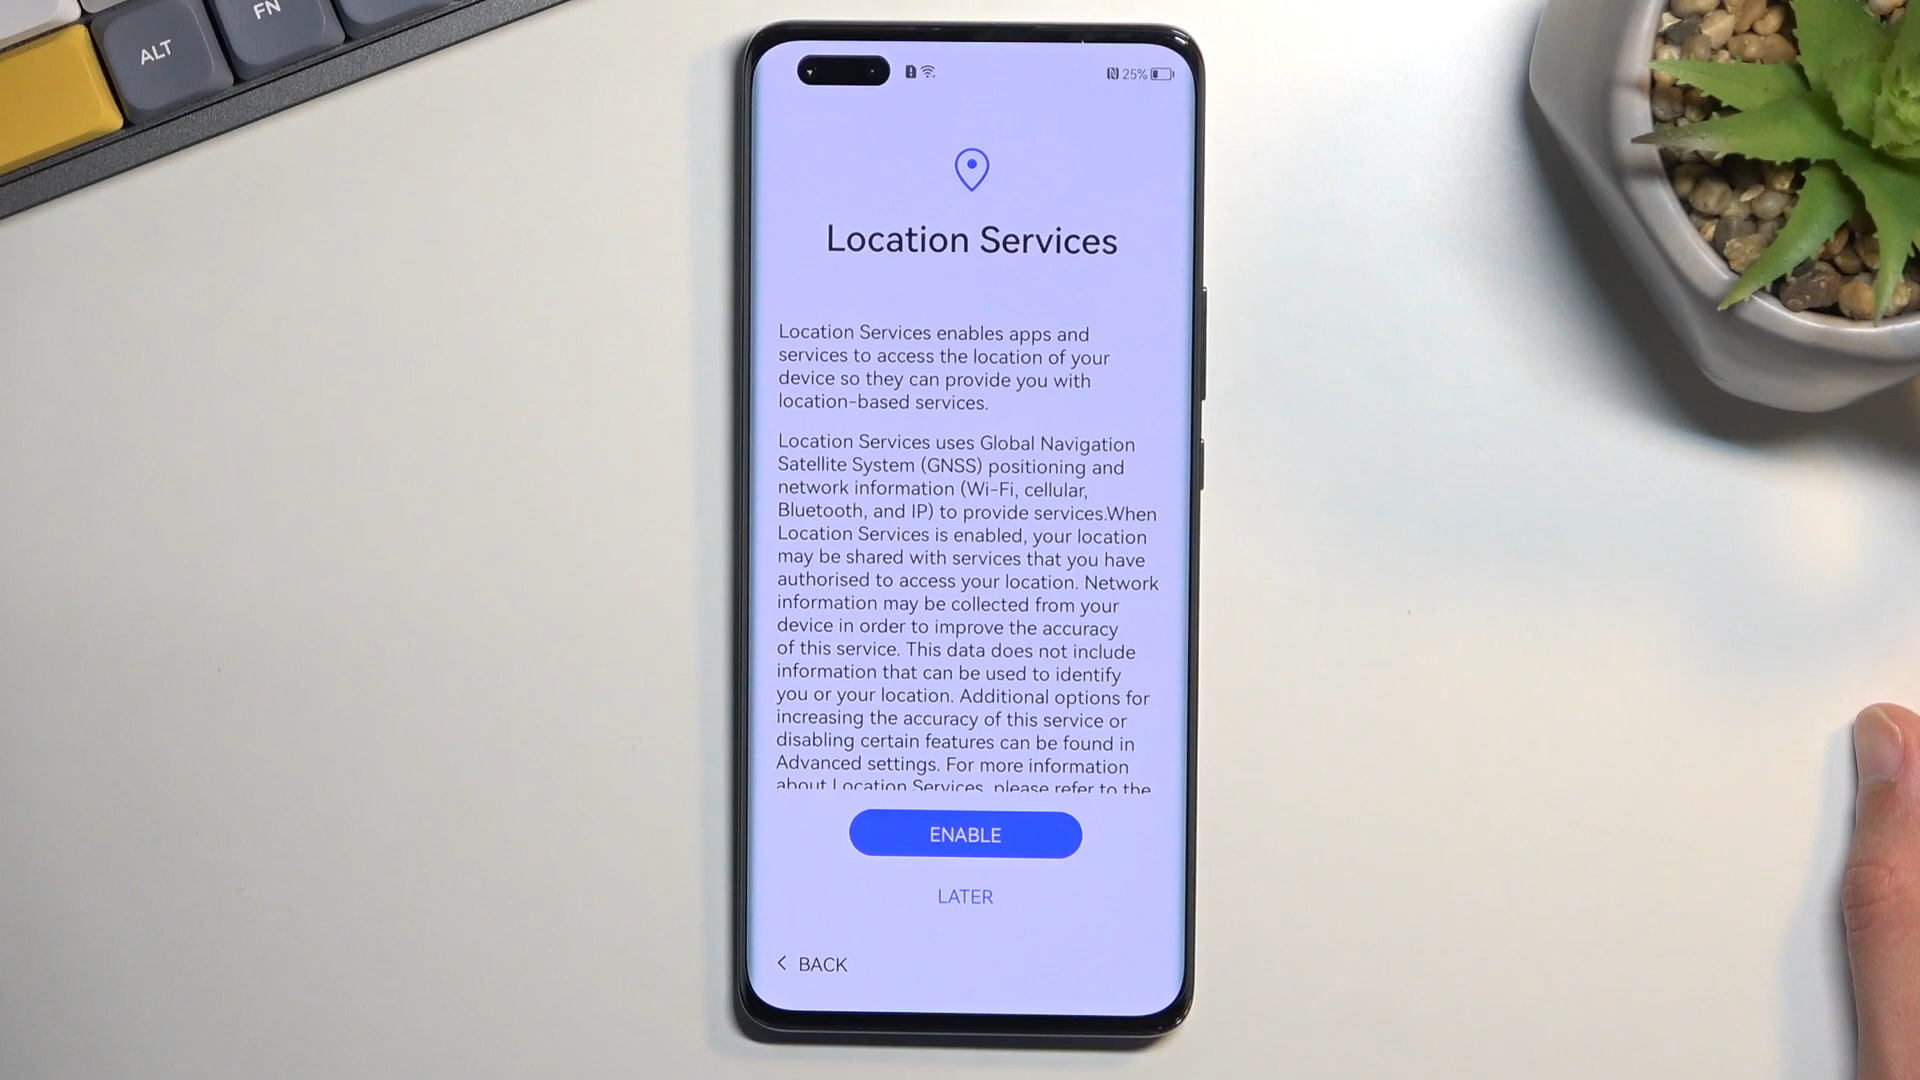 FN
ALT
25%
Location Services
Location Services enables apps and
services to access the location of your
device so they can provide you with
location-based services.
Location Services uses Global Navigation
Satellite System (GNSS) positioning and
network information (Wi-Fi, cellular,
Bluetooth, and IP) to provide services.When
Location Services is enabled, your location
may be shared with services that you have
authorised to access your location. Network
information may be collected from your
device in order to improve the accuracy
of this service. This data does not include
information that can be used to identify
you or your location. Additional options for
increasing the accuracy of this service or
disabling certain features can be found in
Advanced settings. For more information
about Location Services, please refer to the
ENABLE
LATER
< BACK